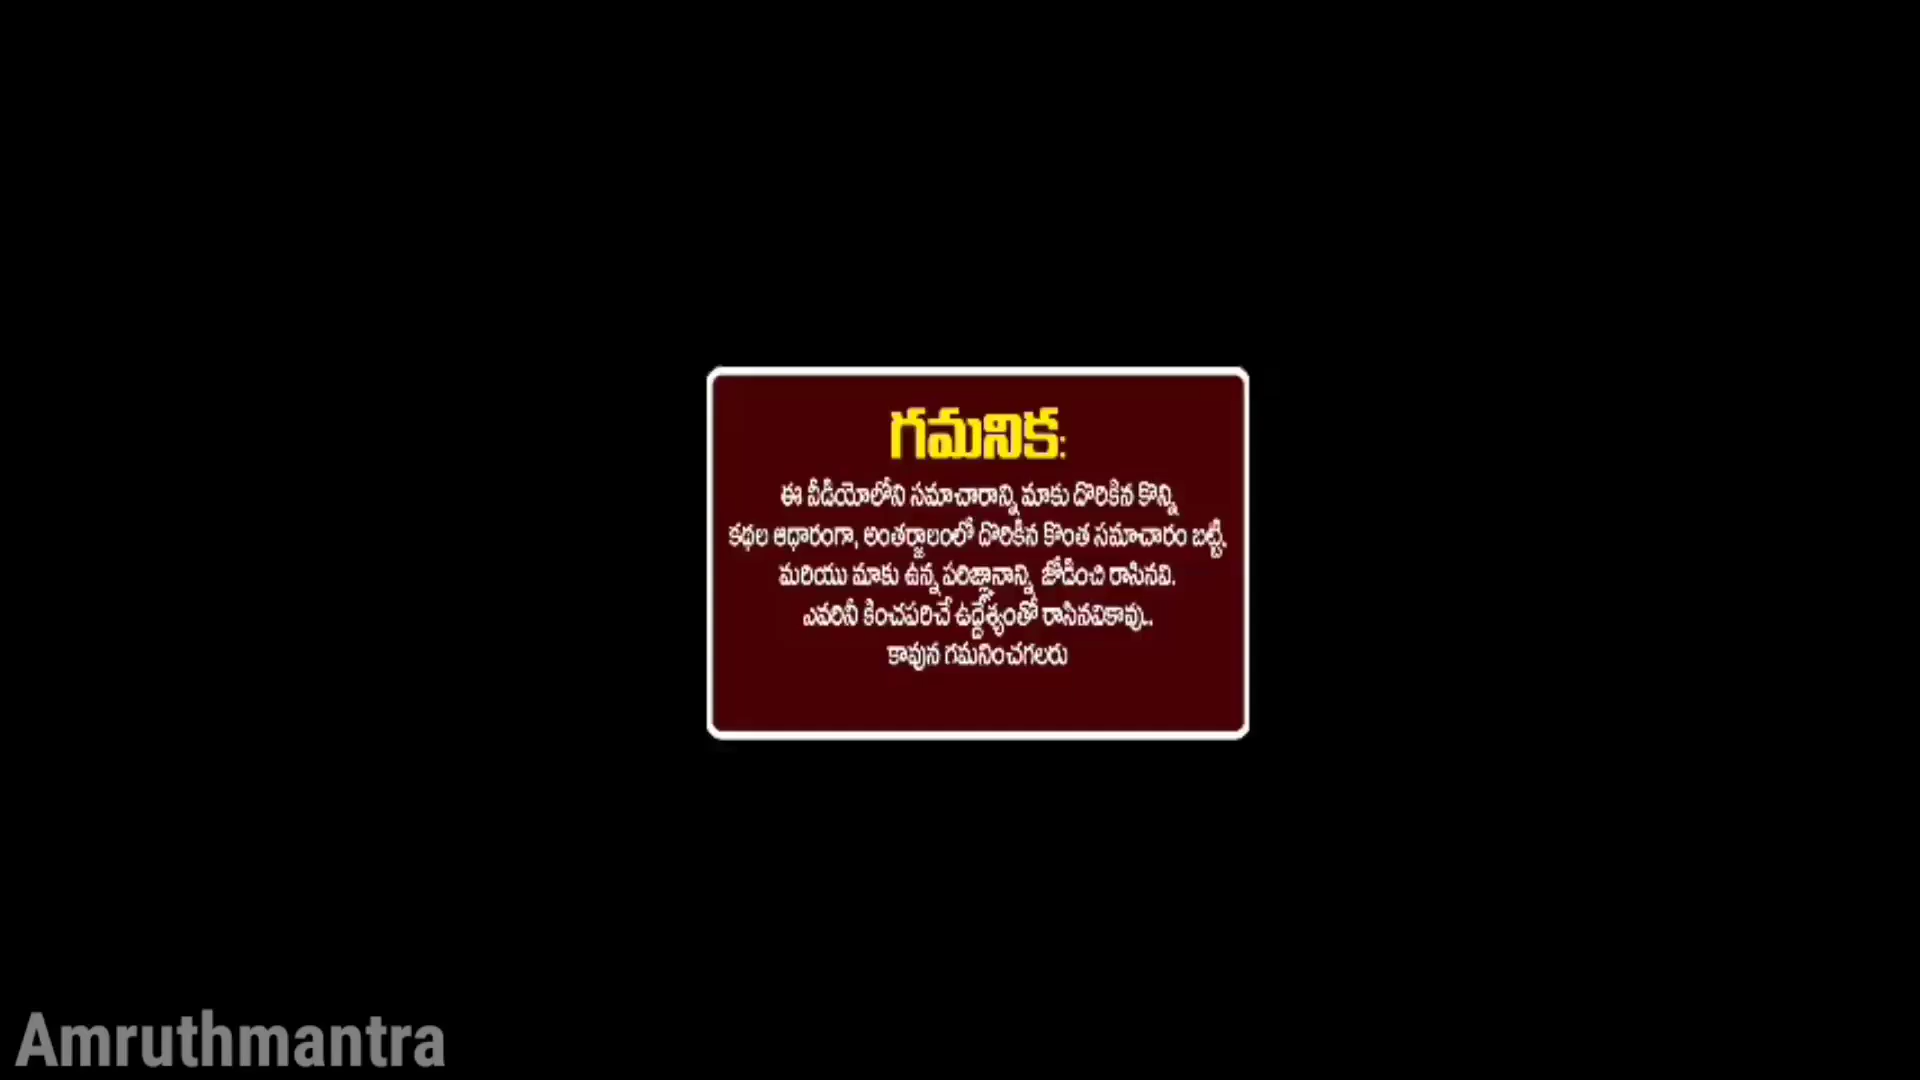 గమనిక:
ఈ వీడియోలోని సమాచారాన్ని మాకు దొరికిన కొన్ని
కథల ఆధారంగా, అంతర్జాలంలో దొరికిన కొంత సమాచారం బట్టీ.
మరియు మాకు ఉన్న పరిజ్ఞానాన్ని జోడించి రాసినవి.
ఎవరినీ కించపరిచే ఉద్దేశ్యంతో రాసినవికావు..
కావున గమనించగలరు
Amruthmantra